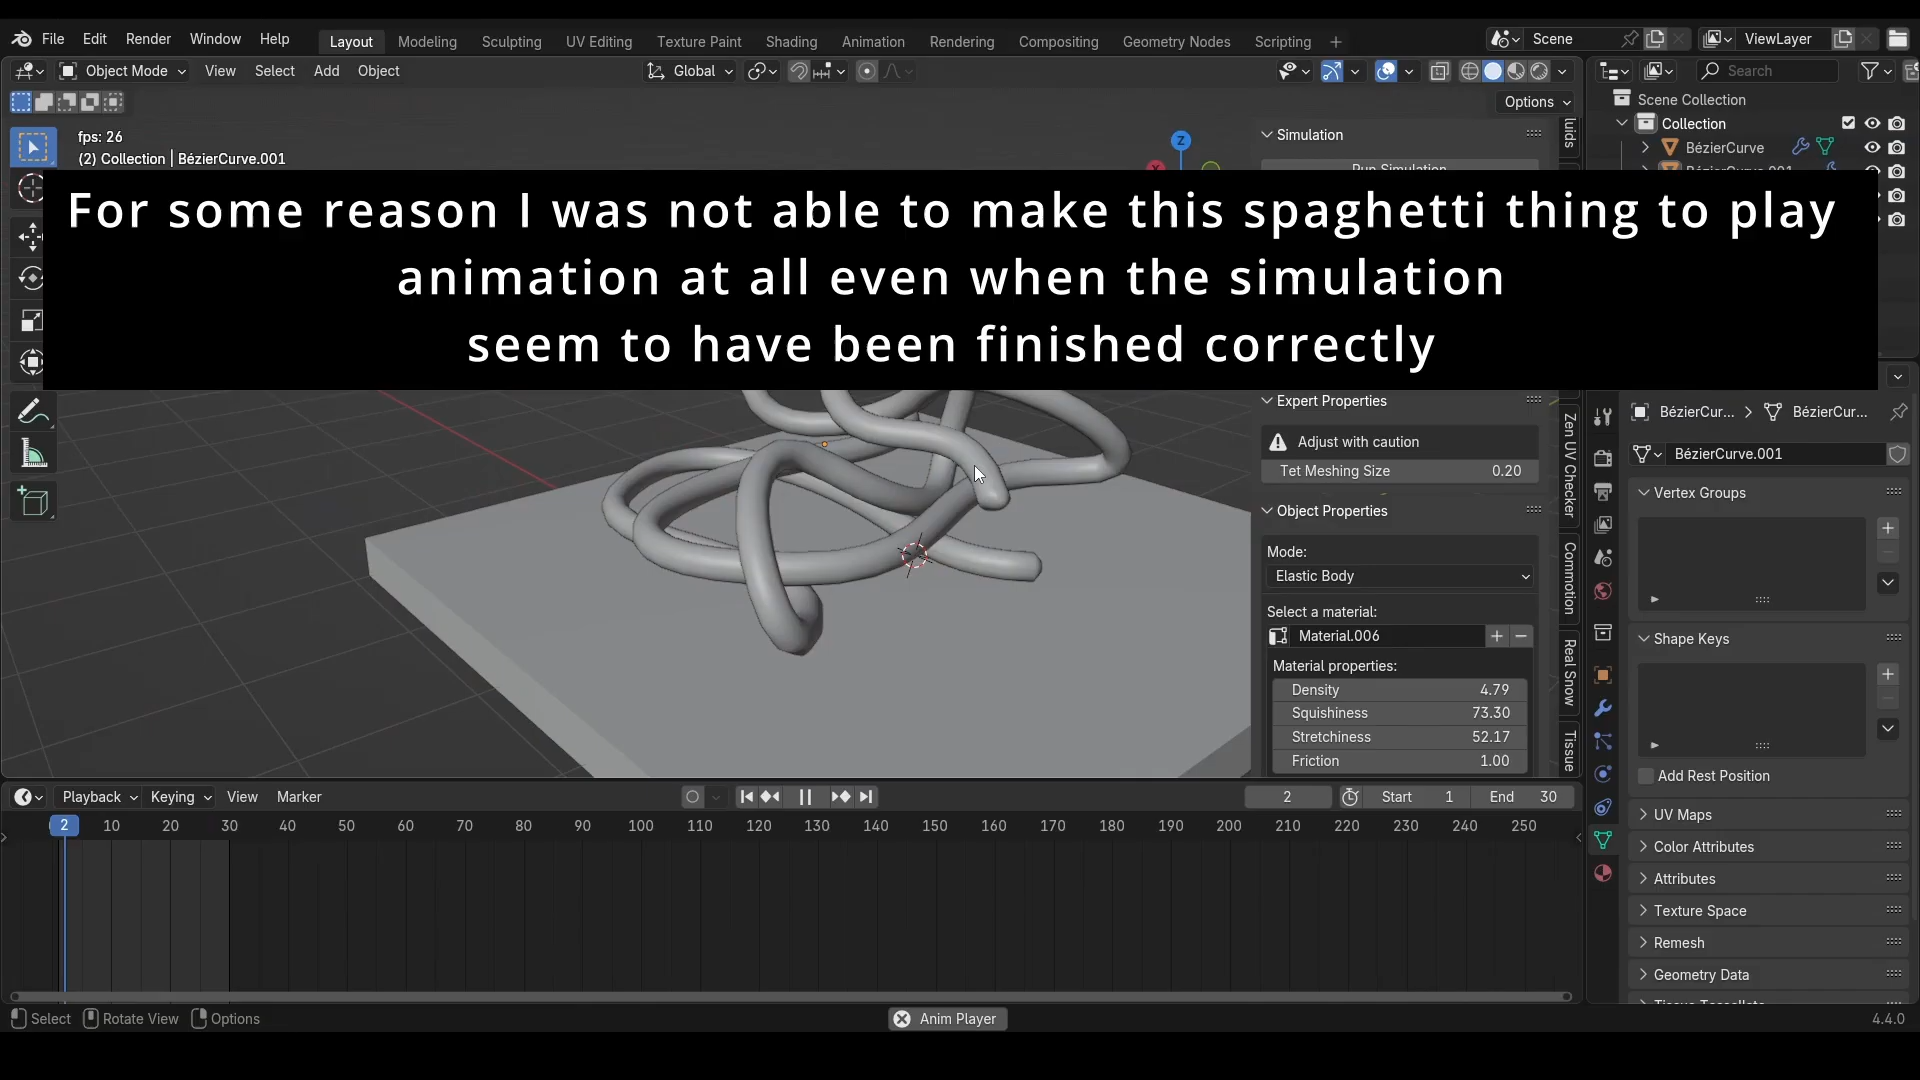 File Edit Render Window Help Layout Modeling Sculpting UV Editing Texture Paint Shading Animation Rendering Compositing Geometry Nodes Scripting + Scene ViewLayer
Object Mode View Select Add Object Global Search
Options
Scene Collection
fps: 26
(2) Collection | BézierCurve.001
Simulation
Collection
BézierCurve
Z
For some reason I was not able to make this spaghetti thing to play
animation at all even when the simulation
seem to have been finished correctly
Expert Properties
Adjust with caution
Tet Meshing Size 0.20
Object Properties
Mode:
Elastic Body
Select a material:
Material.006
Material properties:
Density 4.79
Squishiness 73.30
Stretchiness 52.17
Friction 1.00
Zen UV Checker
Commotion
Real Snow
Tissue
BézierCur... BézierCur...
BézierCurve.001
Vertex Groups
Shape Keys
Add Rest Position
UV Maps
Color Attributes
Attributes
Texture Space
Remesh
Geometry Data
Playback Keying View Marker 2 Start 1 End 30
2 10 20 30 40 50 60 70 80 90 100 110 120 130 140 150 160 170 180 190 200 210 220 230 240 250
Select Rotate View Options Anim Player 4.4.0